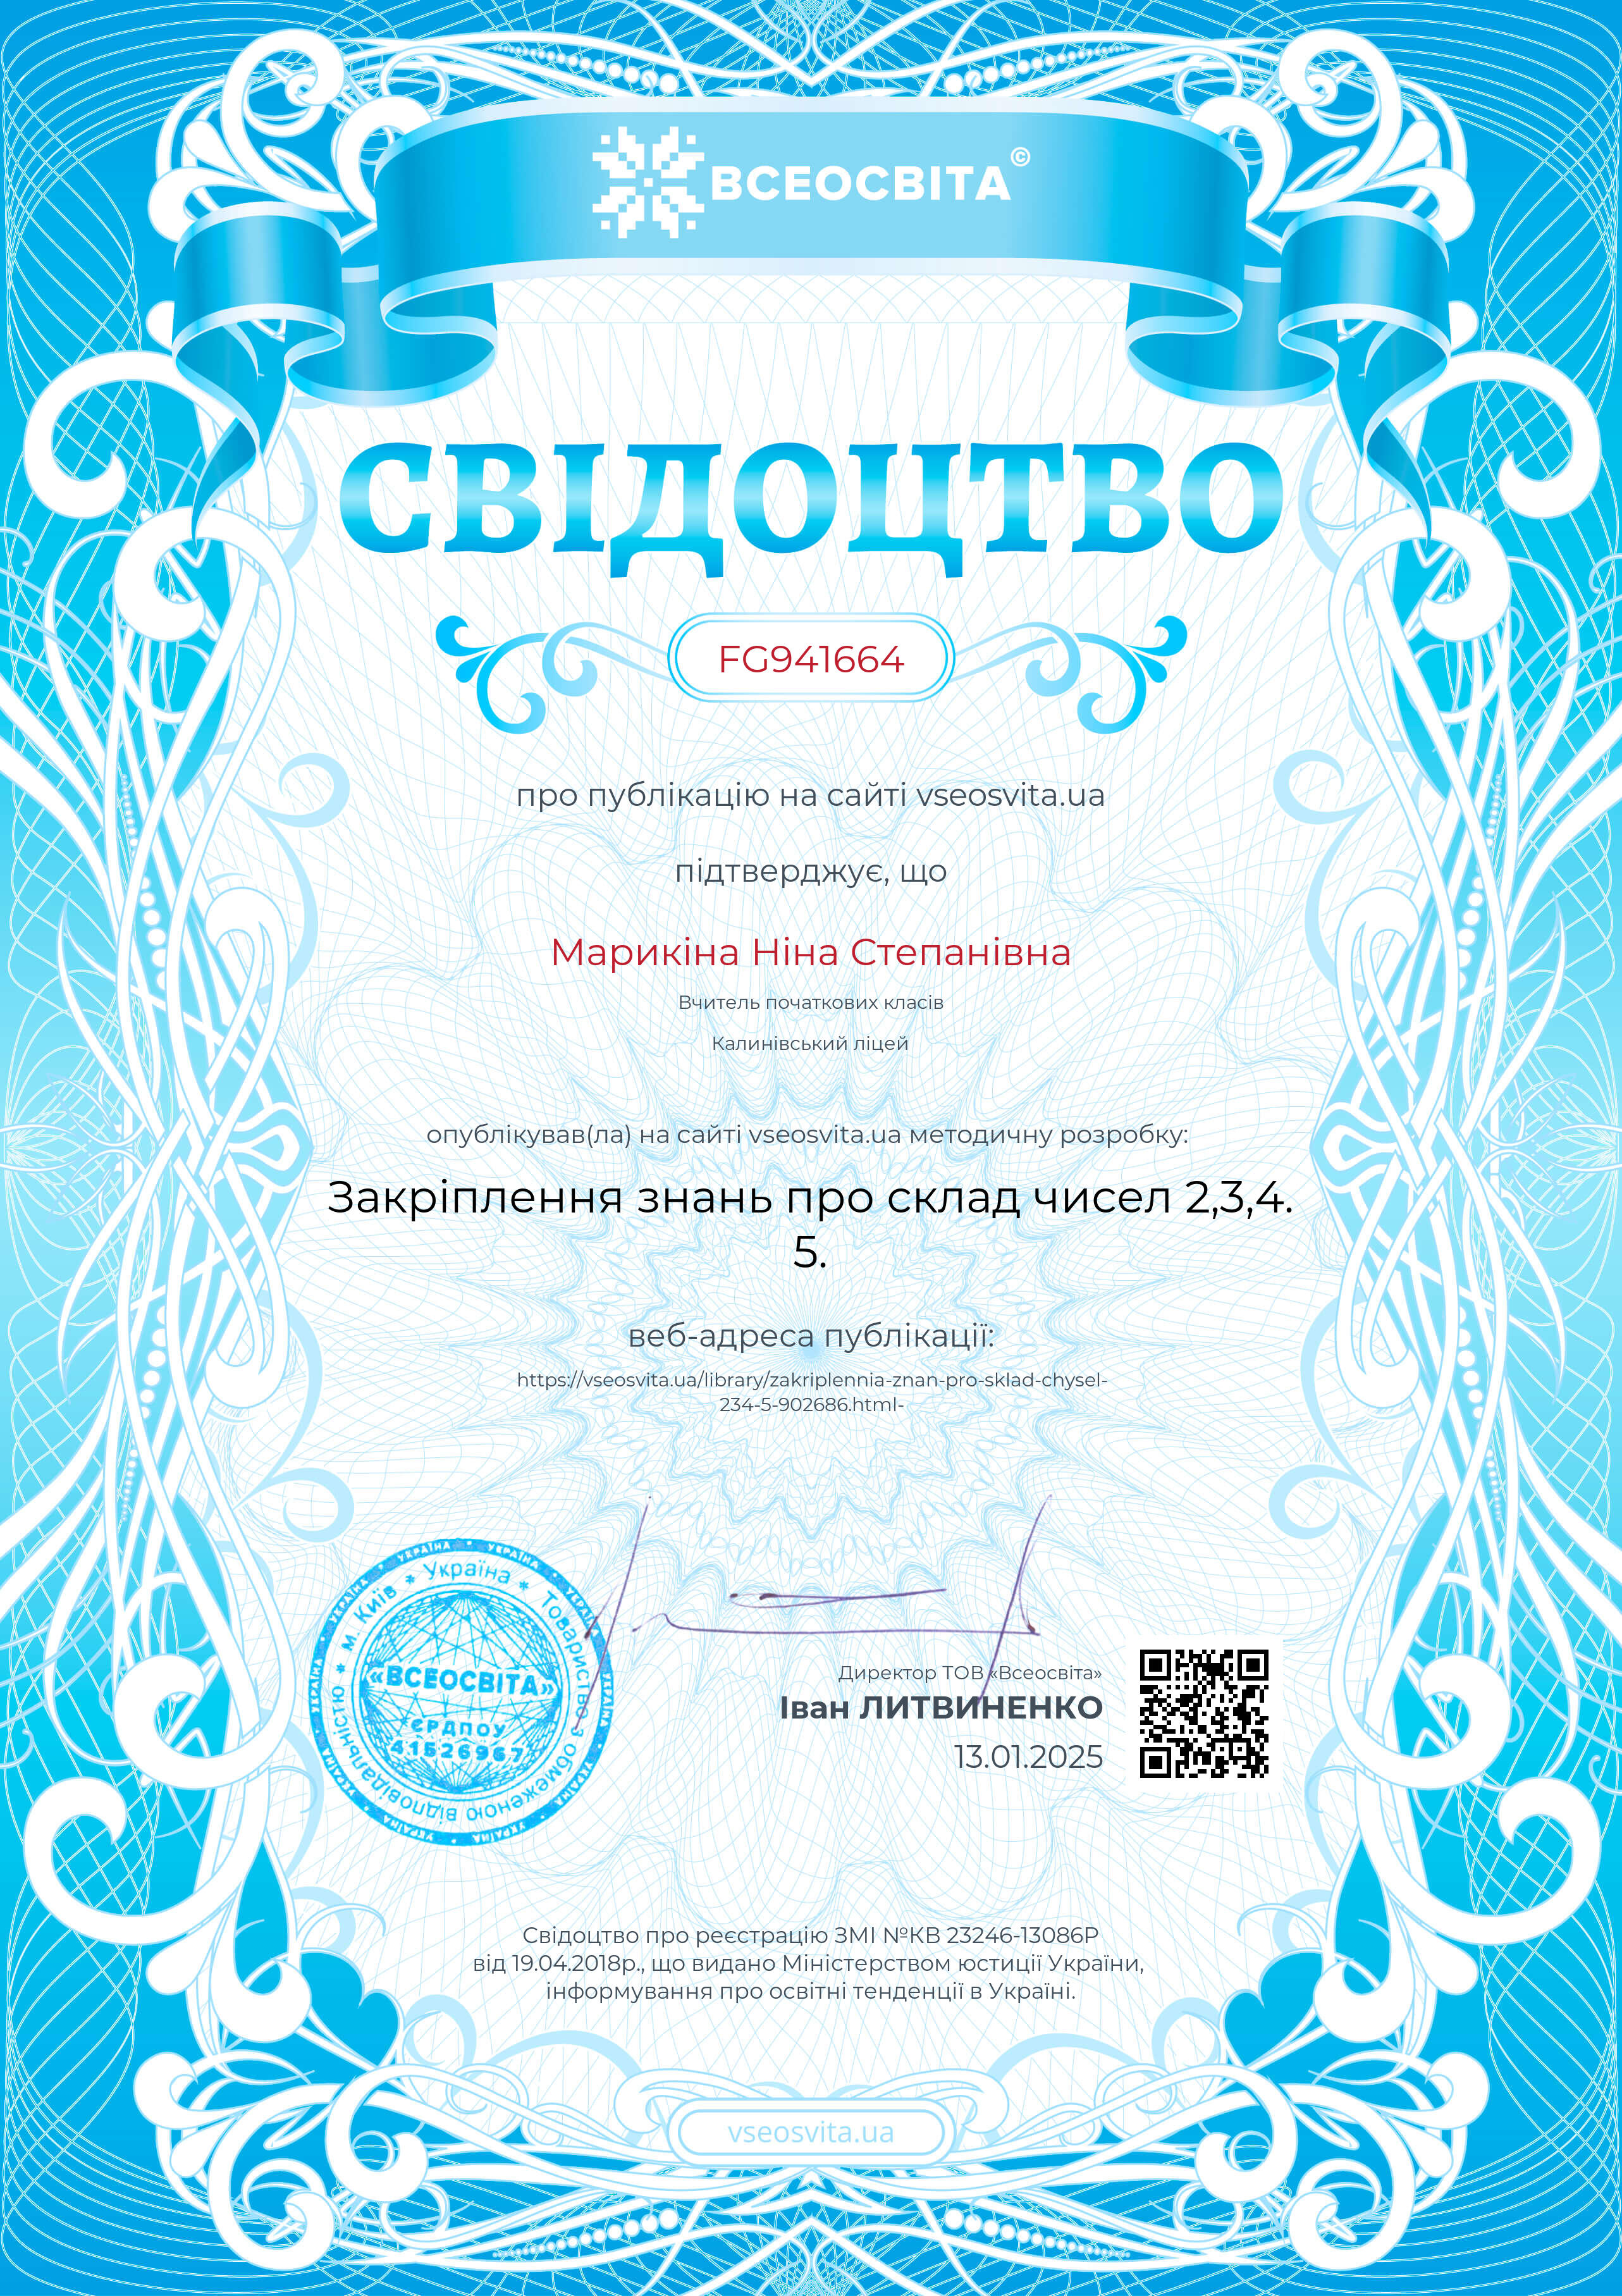 ВСЕОСВІТА©
СВІДОЦТВО
FG941664
про публікацію на сайті vseosvita.ua
підтверджує, що
Марикіна Ніна Степанівна
Вчитель початкових класів
Калинівський ліцей
опублікував(ла) на сайті vseosvita.ua методичну розробку:
Закріплення знань про склад чисел 2,3,4.
5.
веб-адреса публікації:
https://vseosvita.ua/library/zakriplennia-znan-pro-sklad-chysel-
234-5-902686.html-
* м. Київ * Україна * Товариство з обмеженою відповідальністю
«ВСЕОСВІТА»
ЄРДПОУ
41526967
Директор ТОВ «Всеосвіта»
Іван ЛИТВИНЕНКО
13.01.2025
Свідоцтво про реєстрацію ЗМІ №КВ 23246-13086Р
від 19.04.2018р., що видано Міністерством юстиції України,
інформування про освітні тенденції в Україні.
vseosvita.ua